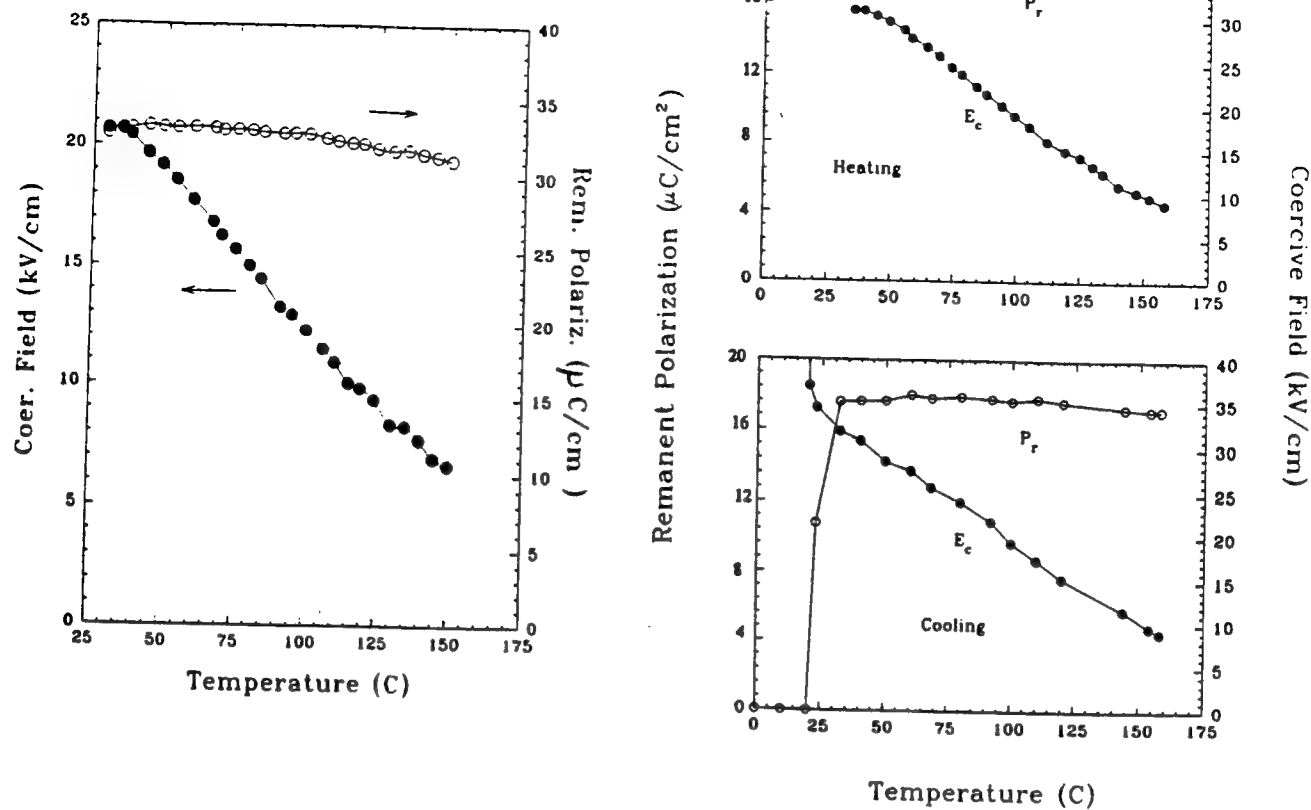 25
20
15
10
5
0
Coer. Field (kV/cm)
40
35
30
25
20
15
10
5
0
Rem. Polariz. (μC/cm )
25 50 75 100 125 150 175
Temperature (C)
12
8
4
0
Remanent Polarization (μC/cm²)
P_r
E_c
Heating
30
25
20
15
10
5
0
0 25 50 75 100 125 150 175
Coercive Field (kV/cm)
20
16
12
8
4
0
P_r
E_c
Cooling
40
35
30
25
20
15
10
5
0
0 25 50 75 100 125 150 175
Temperature (C)